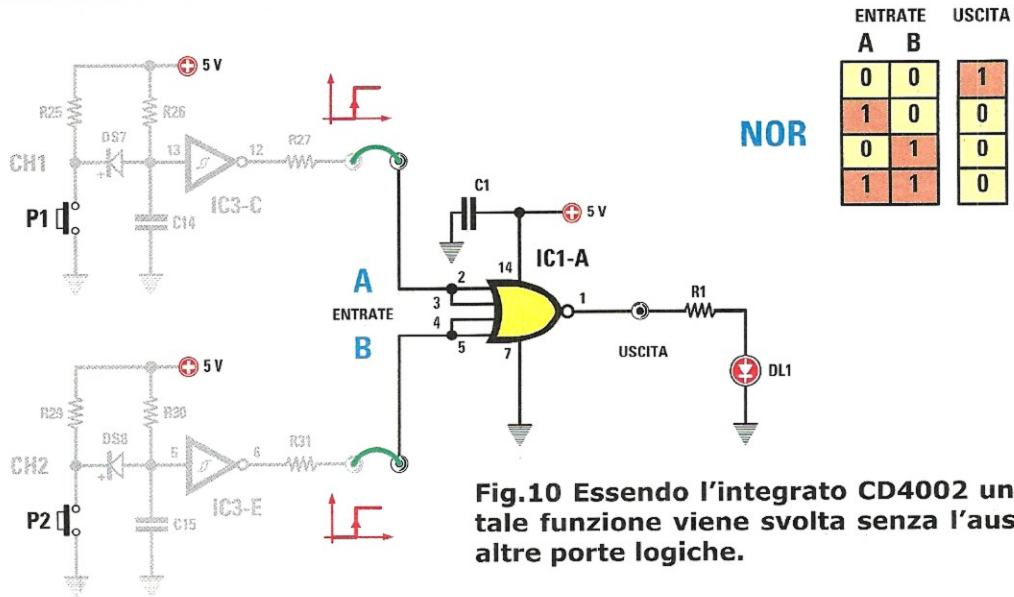 ENTRATE USCITA
A B
0 0 1
1 0 0
0 1 0
1 1 0
NOR
5 V
R25
R26
DS7
CH1
13
12
R27
IC3-C
P1
C14
C1
5 V
14
IC1-A
A
2
3
ENTRATE
4
B
5
7
1
R1
USCITA
DL1
5 V
R29
R30
DS8
CH2
5
6
R31
IC3-E
P2
C15
Fig.10 Essendo l'integrato CD4002 un
tale funzione viene svolta senza l'aus
altre porte logiche.